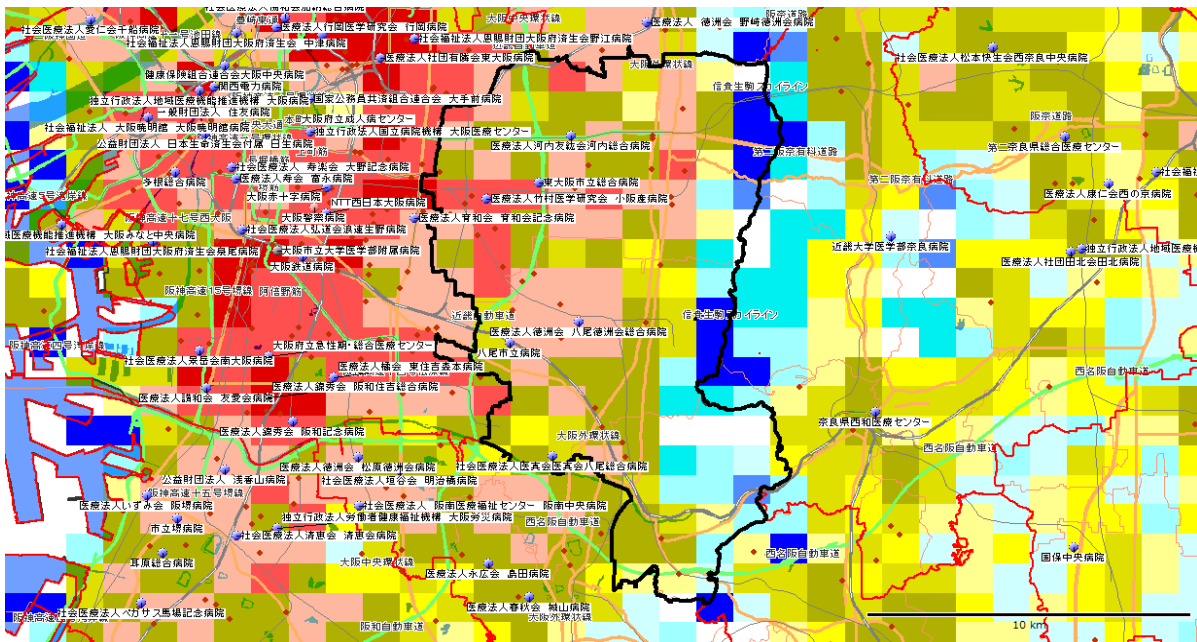 大阪中央環状線
医療法人 徳洲会 野崎徳洲会病院
阪奈道路
社会医療法人愛仁会千船病院
医療法人行岡医学研究会 行岡病院
社会福祉法人恩賜財団大阪府済生会 中津病院
社会福祉法人恩賜財団大阪府済生会野江病院
近畿自動車道
医療法人社団有隣会東大阪病院
大阪外環状線
社会医療法人松本快生会西奈良中央病院
健康保険組合連合会大阪中央病院
関西電力病院
信貴生駒スカイライン
独立行政法人地域医療機能推進機構 大阪病院
国家公務員共済組合連合会 大手前病院
一般財団法人 住友病院
大阪府立成人病センター
阪奈道路
社会福祉法人 大阪暁明館 大阪暁明館病院
独立行政法人国立病院機構 大阪医療センター
公益財団法人 日本生命済生会付属 日生病院
医療法人河内友紘会河内総合病院
第二阪奈有料道路
奈良県総合医療センター
社会医療法人 寿楽会 大野記念病院
多根総合病院
医療法人寿会 富永病院
東大阪市立総合病院
第二阪奈有料道路
大阪赤十字病院
NTT西日本大阪病院
医療法人竹村医学研究会 小阪産病院
医療法人康仁会西の京病院
阪神高速十七号西大阪
大阪警察病院
医療法人育和会 育和会記念病院
大阪みなと中央病院
社会医療法人弘道会浪速生野病院
社会福祉法人恩賜財団大阪府済生会泉尾病院
大阪市立大学医学部附属病院
近畿大学医学部奈良病院
独立行政法人地域医療機
医療法人社団田北会田北病院
大阪鉄道病院
阪神高速15号堺線
阿倍野筋
近畿自動車道
信貴生駒スカイライン
医療法人徳洲会 八尾徳洲会総合病院
大阪府立急性期・総合医療センター
八尾市立病院
社会医療法人景岳会南大阪病院
医療法人橘会 東住吉森本病院
西名阪自動車道
医療法人錦秀会 阪和住吉総合病院
医療法人讃和会 友愛会病院
奈良県西和医療センター
医療法人錦秀会 阪和記念病院
大阪外環状線
西名阪自動車道
医療法人徳洲会 松原徳洲会病院
社会医療法人医真会医真会八尾総合病院
公益財団法人 浅香山病院
社会医療法人垣谷会 明治橋病院
阪神高速十五号堺線
医療法人いずみ会 阪堺病院
社会医療法人 阪南医療福祉センター 阪南中央病院
市立堺病院
独立行政法人労働者健康福祉機構 大阪労災病院
西名阪自動車道
社会医療法人清恵会 清恵会病院
西名阪自動車道
国保中央病院
耳原総合病院
大阪中央環状線
医療法人永広会 島田病院
医療法人春秋会 城山病院
社会医療法人ペガサス馬場記念病院
大阪外環状線
阪和自動車道
10 km